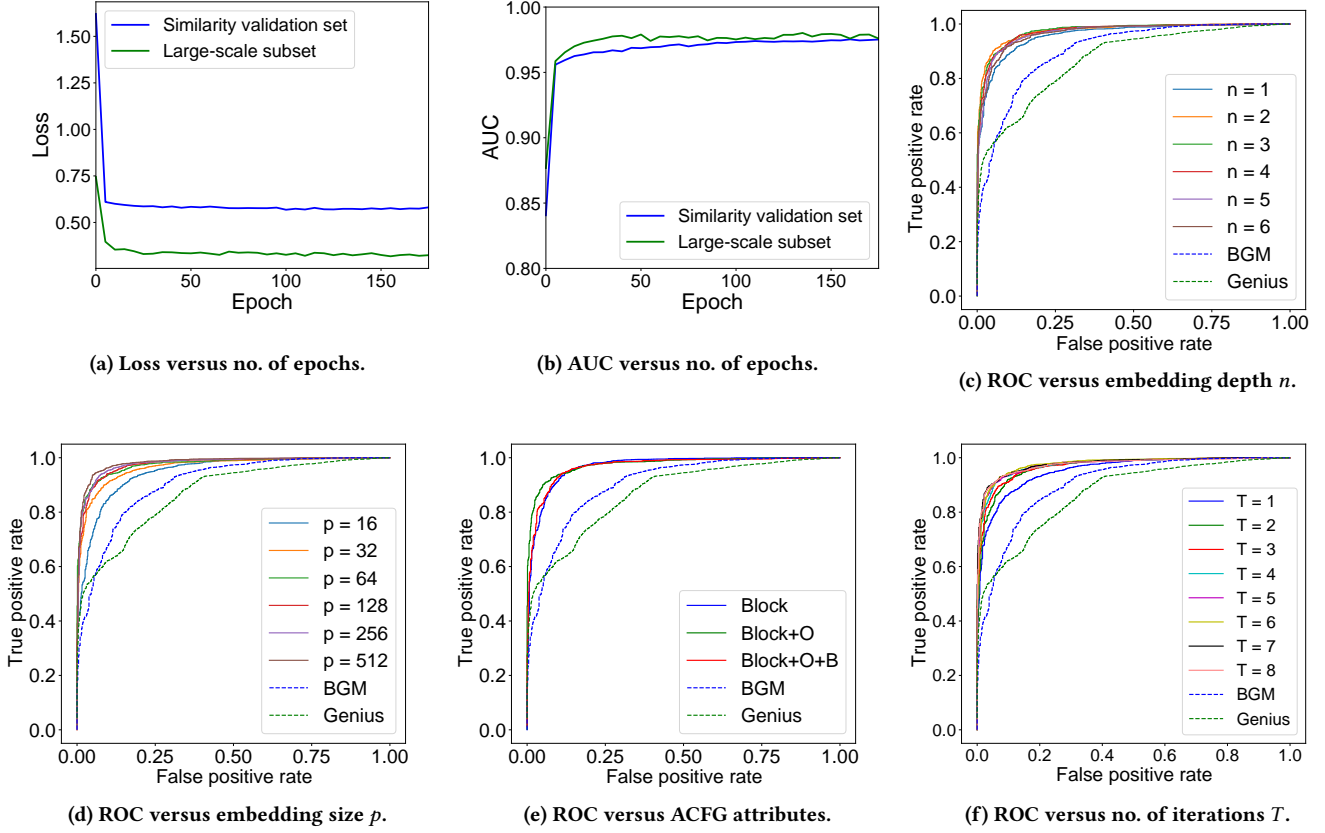 1.50
1.25
1.00
0.75
0.50
Loss
0
50
100
150
Epoch
Similarity validation set
Large-scale subset
(a) Loss versus no. of epochs.
1.00
0.95
0.90
0.85
0.80
AUC
0
50
100
150
Epoch
Similarity validation set
Large-scale subset
(b) AUC versus no. of epochs.
1.0
0.8
0.6
0.4
0.2
0.0
True positive rate
0.00
0.25
0.50
0.75
1.00
False positive rate
n = 1
n = 2
n = 3
n = 4
n = 5
n = 6
BGM
Genius
(c) ROC versus embedding depth n.
1.0
0.8
0.6
0.4
0.2
0.0
True positive rate
0.00
0.25
0.50
0.75
1.00
False positive rate
p = 16
p = 32
p = 64
p = 128
p = 256
p = 512
BGM
Genius
(d) ROC versus embedding size p.
1.0
0.8
0.6
0.4
0.2
0.0
True positive rate
0.00
0.25
0.50
0.75
1.00
False positive rate
Block
Block+O
Block+O+B
BGM
Genius
(e) ROC versus ACFG attributes.
1.0
0.8
0.6
0.4
0.2
0.0
True positive rate
0.0
0.2
0.4
0.6
0.8
1.0
False positive rate
T = 1
T = 2
T = 3
T = 4
T = 5
T = 6
T = 7
T = 8
BGM
Genius
(f) ROC versus no. of iterations T.